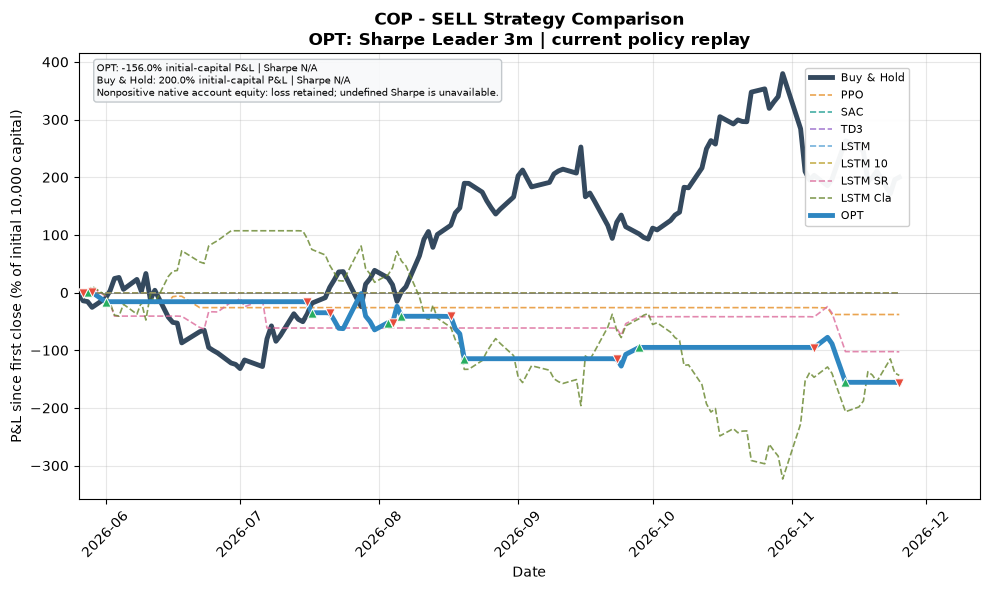 COP - SELL Strategy Comparison
OPT: Sharpe Leader 3m | current policy replay
OPT: -156.0% initial-capital P&L | Sharpe N/A
Buy & Hold: 200.0% initial-capital P&L | Sharpe N/A
Nonpositive native account equity: loss retained; undefined Sharpe is unavailable.
Buy & Hold
PPO
SAC
TD3
LSTM
LSTM 10
LSTM SR
LSTM Cla
OPT
P&L since first close (% of initial 10,000 capital)
400
300
200
100
0
−100
−200
−300
2026-06
2026-07
2026-08
2026-09
2026-10
2026-11
2026-12
Date